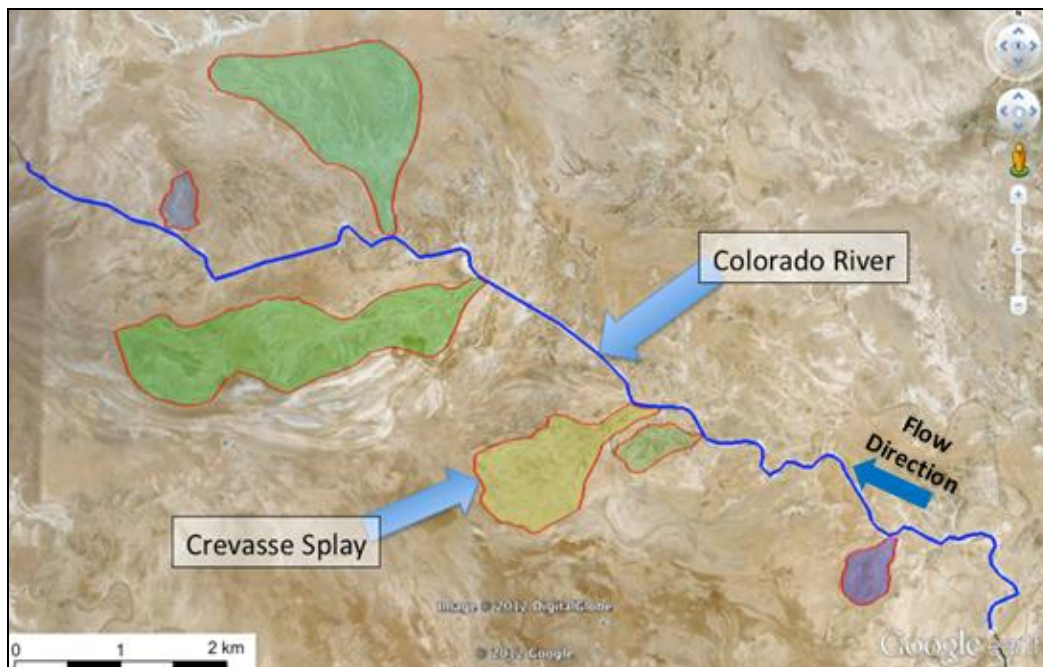 Colorado River
Flow
Direction
Crevasse Splay
Image © 2012 DigitalGlobe
© 2012 Google
Google earth
0 1 2 km